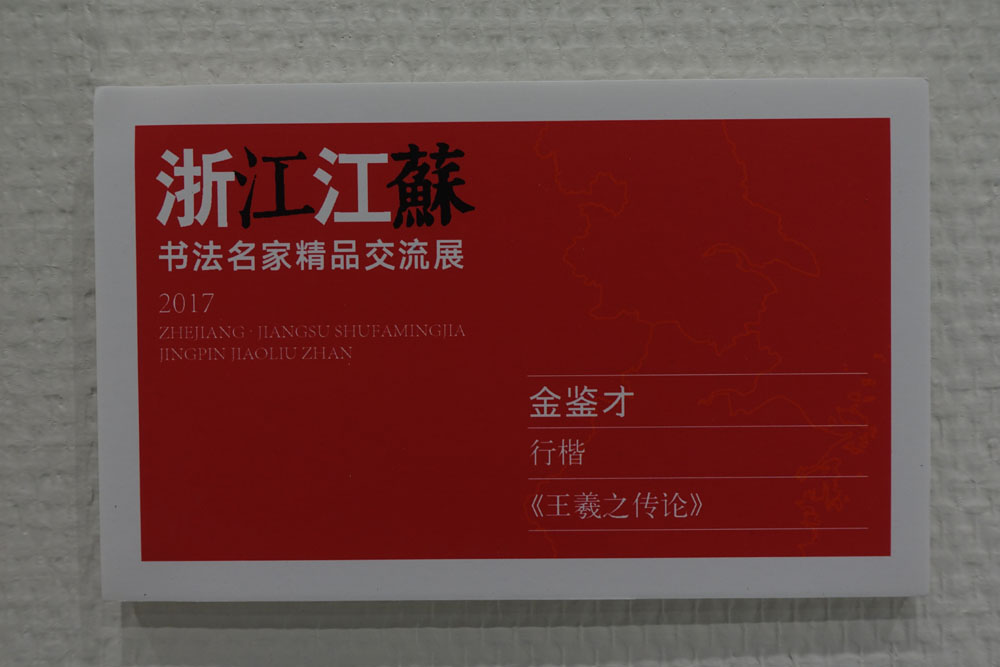 浙江江蘇
书法名家精品交流展
2017
ZHEJIANG · JIANGSU SHUFAMINGJIA
JINGPIN JIAOLIU ZHAN
金鉴才
行楷
《王羲之传论》